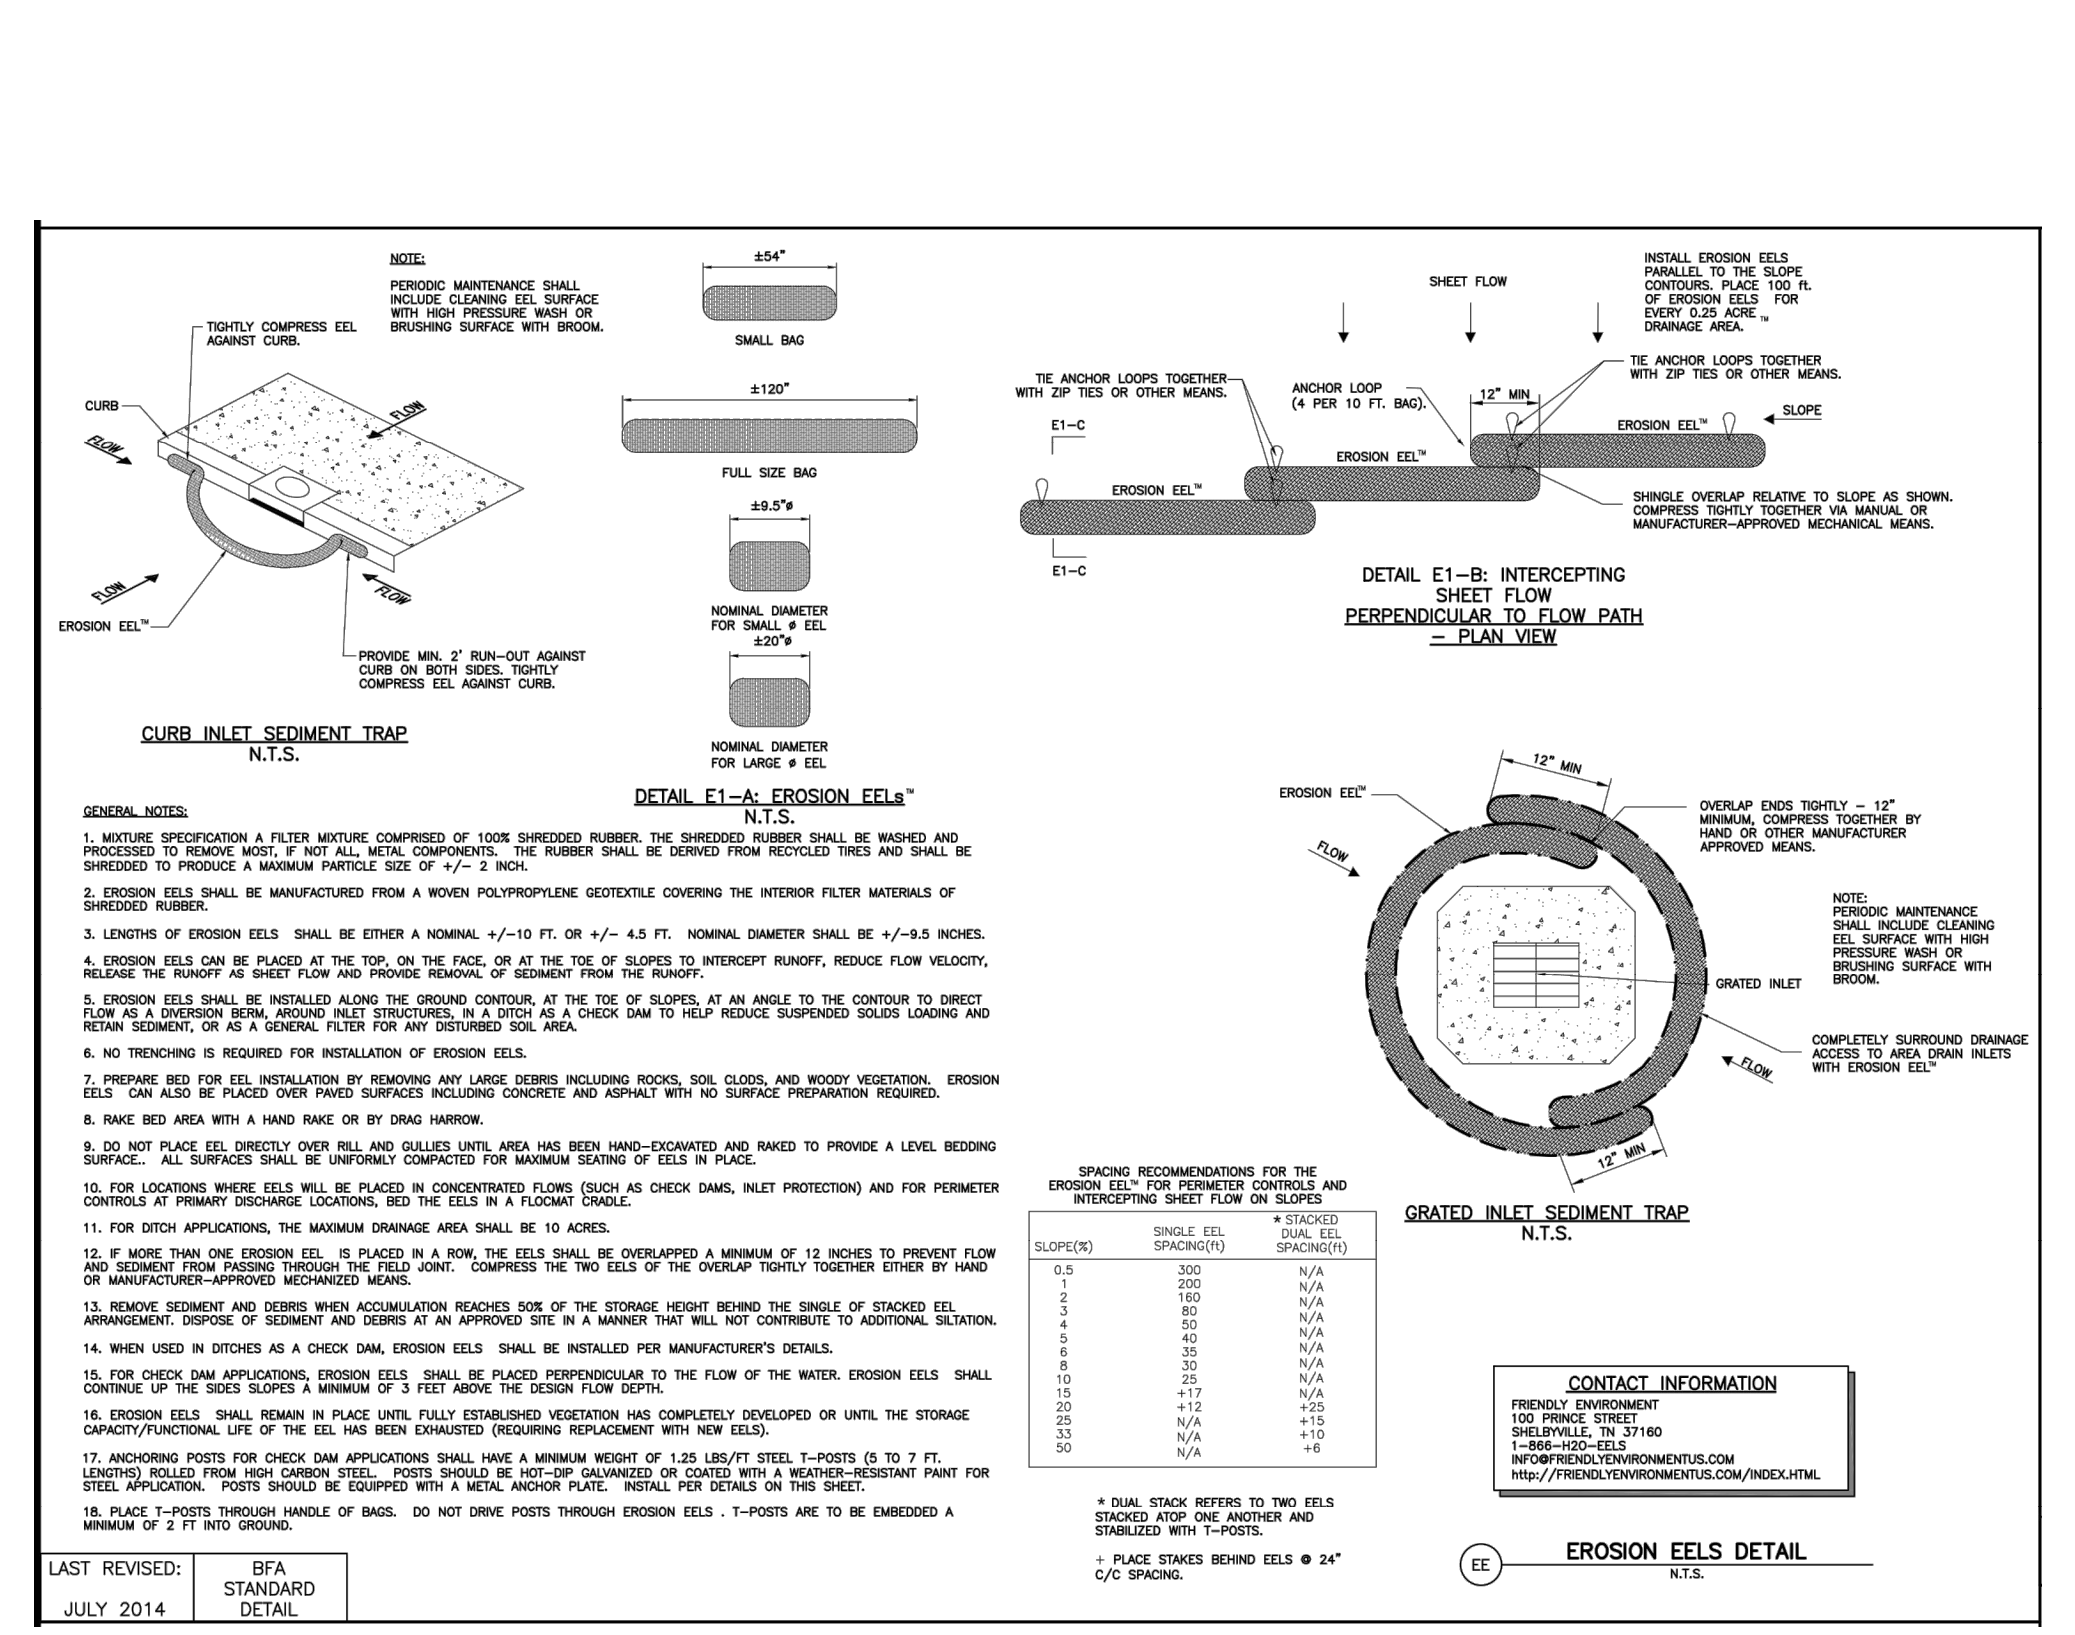 NOTE:
PERIODIC MAINTENANCE SHALL
INCLUDE CLEANING EEL SURFACE
WITH HIGH PRESSURE WASH OR
BRUSHING SURFACE WITH BROOM.
TIGHTLY COMPRESS EEL
AGAINST CURB.
CURB
FLOW
FLOW
FLOW
FLOW
EROSION EEL™
PROVIDE MIN. 2' RUN-OUT AGAINST
CURB ON BOTH SIDES. TIGHTLY
COMPRESS EEL AGAINST CURB.
CURB INLET SEDIMENT TRAP
N.T.S.
±54"
SMALL BAG
±120"
FULL SIZE BAG
±9.5"ø
NOMINAL DIAMETER
FOR SMALL ø EEL
±20"ø
NOMINAL DIAMETER
FOR LARGE ø EEL
DETAIL E1-A: EROSION EELs™
N.T.S.
SHEET FLOW
INSTALL EROSION EELS
PARALLEL TO THE SLOPE
CONTOURS. PLACE 100 ft.
OF EROSION EELS FOR
EVERY 0.25 ACRE ™
DRAINAGE AREA.
TIE ANCHOR LOOPS TOGETHER
WITH ZIP TIES OR OTHER MEANS.
TIE ANCHOR LOOPS TOGETHER
WITH ZIP TIES OR OTHER MEANS.
ANCHOR LOOP
(4 PER 10 FT. BAG).
12" MIN
SLOPE
E1-C
EROSION EEL™
EROSION EEL™
EROSION EEL™
E1-C
SHINGLE OVERLAP RELATIVE TO SLOPE AS SHOWN.
COMPRESS TIGHTLY TOGETHER VIA MANUAL OR
MANUFACTURER-APPROVED MECHANICAL MEANS.
DETAIL E1-B: INTERCEPTING
SHEET FLOW
PERPENDICULAR TO FLOW PATH
- PLAN VIEW
GENERAL NOTES:
1. MIXTURE SPECIFICATION A FILTER MIXTURE COMPRISED OF 100% SHREDDED RUBBER. THE SHREDDED RUBBER SHALL BE WASHED AND
PROCESSED TO REMOVE MOST, IF NOT ALL, METAL COMPONENTS. THE RUBBER SHALL BE DERIVED FROM RECYCLED TIRES AND SHALL BE
SHREDDED TO PRODUCE A MAXIMUM PARTICLE SIZE OF +/- 2 INCH.
2. EROSION EELS SHALL BE MANUFACTURED FROM A WOVEN POLYPROPYLENE GEOTEXTILE COVERING THE INTERIOR FILTER MATERIALS OF
SHREDDED RUBBER.
3. LENGTHS OF EROSION EELS SHALL BE EITHER A NOMINAL +/-10 FT. OR +/- 4.5 FT. NOMINAL DIAMETER SHALL BE +/-9.5 INCHES.
4. EROSION EELS CAN BE PLACED AT THE TOP, ON THE FACE, OR AT THE TOE OF SLOPES TO INTERCEPT RUNOFF, REDUCE FLOW VELOCITY,
RELEASE THE RUNOFF AS SHEET FLOW AND PROVIDE REMOVAL OF SEDIMENT FROM THE RUNOFF.
5. EROSION EELS SHALL BE INSTALLED ALONG THE GROUND CONTOUR, AT THE TOE OF SLOPES, AT AN ANGLE TO THE CONTOUR TO DIRECT
FLOW AS A DIVERSION BERM, AROUND INLET STRUCTURES, IN A DITCH AS A CHECK DAM TO HELP REDUCE SUSPENDED SOLIDS LOADING AND
RETAIN SEDIMENT, OR AS A GENERAL FILTER FOR ANY DISTURBED SOIL AREA.
6. NO TRENCHING IS REQUIRED FOR INSTALLATION OF EROSION EELS.
7. PREPARE BED FOR EEL INSTALLATION BY REMOVING ANY LARGE DEBRIS INCLUDING ROCKS, SOIL CLODS, AND WOODY VEGETATION. EROSION
EELS CAN ALSO BE PLACED OVER PAVED SURFACES INCLUDING CONCRETE AND ASPHALT WITH NO SURFACE PREPARATION REQUIRED.
8. RAKE BED AREA WITH A HAND RAKE OR BY DRAG HARROW.
9. DO NOT PLACE EEL DIRECTLY OVER RILL AND GULLIES UNTIL AREA HAS BEEN HAND-EXCAVATED AND RAKED TO PROVIDE A LEVEL BEDDING
SURFACE.. ALL SURFACES SHALL BE UNIFORMLY COMPACTED FOR MAXIMUM SEATING OF EELS IN PLACE.
10. FOR LOCATIONS WHERE EELS WILL BE PLACED IN CONCENTRATED FLOWS (SUCH AS CHECK DAMS, INLET PROTECTION) AND FOR PERIMETER
CONTROLS AT PRIMARY DISCHARGE LOCATIONS, BED THE EELS IN A FLOCMAT CRADLE.
11. FOR DITCH APPLICATIONS, THE MAXIMUM DRAINAGE AREA SHALL BE 10 ACRES.
12. IF MORE THAN ONE EROSION EEL IS PLACED IN A ROW, THE EELS SHALL BE OVERLAPPED A MINIMUM OF 12 INCHES TO PREVENT FLOW
AND SEDIMENT FROM PASSING THROUGH THE FIELD JOINT. COMPRESS THE TWO EELS OF THE OVERLAP TIGHTLY TOGETHER EITHER BY HAND
OR MANUFACTURER-APPROVED MECHANIZED MEANS.
13. REMOVE SEDIMENT AND DEBRIS WHEN ACCUMULATION REACHES 50% OF THE STORAGE HEIGHT BEHIND THE SINGLE OF STACKED EEL
ARRANGEMENT. DISPOSE OF SEDIMENT AND DEBRIS AT AN APPROVED SITE IN A MANNER THAT WILL NOT CONTRIBUTE TO ADDITIONAL SILTATION.
14. WHEN USED IN DITCHES AS A CHECK DAM, EROSION EELS SHALL BE INSTALLED PER MANUFACTURER'S DETAILS.
15. FOR CHECK DAM APPLICATIONS, EROSION EELS SHALL BE PLACED PERPENDICULAR TO THE FLOW OF THE WATER. EROSION EELS SHALL
CONTINUE UP THE SIDES SLOPES A MINIMUM OF 3 FEET ABOVE THE DESIGN FLOW DEPTH.
16. EROSION EELS SHALL REMAIN IN PLACE UNTIL FULLY ESTABLISHED VEGETATION HAS COMPLETELY DEVELOPED OR UNTIL THE STORAGE
CAPACITY/FUNCTIONAL LIFE OF THE EEL HAS BEEN EXHAUSTED (REQUIRING REPLACEMENT WITH NEW EELS).
17. ANCHORING POSTS FOR CHECK DAM APPLICATIONS SHALL HAVE A MINIMUM WEIGHT OF 1.25 LBS/FT STEEL T-POSTS (5 TO 7 FT.
LENGTHS) ROLLED FROM HIGH CARBON STEEL. POSTS SHOULD BE HOT-DIP GALVANIZED OR COATED WITH A WEATHER-RESISTANT PAINT FOR
STEEL APPLICATION. POSTS SHOULD BE EQUIPPED WITH A METAL ANCHOR PLATE. INSTALL PER DETAILS ON THIS SHEET.
18. PLACE T-POSTS THROUGH HANDLE OF BAGS. DO NOT DRIVE POSTS THROUGH EROSION EELS . T-POSTS ARE TO BE EMBEDDED A
MINIMUM OF 2 FT INTO GROUND.
12" MIN
EROSION EEL™
FLOW
OVERLAP ENDS TIGHTLY - 12"
MINIMUM, COMPRESS TOGETHER BY
HAND OR OTHER MANUFACTURER
APPROVED MEANS.
NOTE:
PERIODIC MAINTENANCE
SHALL INCLUDE CLEANING
EEL SURFACE WITH HIGH
PRESSURE WASH OR
BRUSHING SURFACE WITH
BROOM.
GRATED INLET
COMPLETELY SURROUND DRAINAGE
ACCESS TO AREA DRAIN INLETS
WITH EROSION EEL™
FLOW
12" MIN
GRATED INLET SEDIMENT TRAP
N.T.S.
SPACING RECOMMENDATIONS FOR THE
EROSION EEL™ FOR PERIMETER CONTROLS AND
INTERCEPTING SHEET FLOW ON SLOPES
SLOPE(%) SINGLE EEL SPACING(ft) * STACKED DUAL EEL SPACING(ft)
0.5 300 N/A
1 200 N/A
2 160 N/A
3 80 N/A
4 50 N/A
5 40 N/A
6 35 N/A
8 30 N/A
10 25 N/A
15 +17 N/A
20 +12 +25
25 N/A +15
33 N/A +10
50 N/A +6
* DUAL STACK REFERS TO TWO EELS
STACKED ATOP ONE ANOTHER AND
STABILIZED WITH T-POSTS.
+ PLACE STAKES BEHIND EELS @ 24"
C/C SPACING.
CONTACT INFORMATION
FRIENDLY ENVIRONMENT
100 PRINCE STREET
SHELBYVILLE, TN 37160
1-866-H2O-EELS
INFO@FRIENDLYENVIRONMENTUS.COM
http://FRIENDLYENVIRONMENTUS.COM/INDEX.HTML
EE
EROSION EELS DETAIL
N.T.S.
LAST REVISED:
JULY 2014
BFA
STANDARD
DETAIL